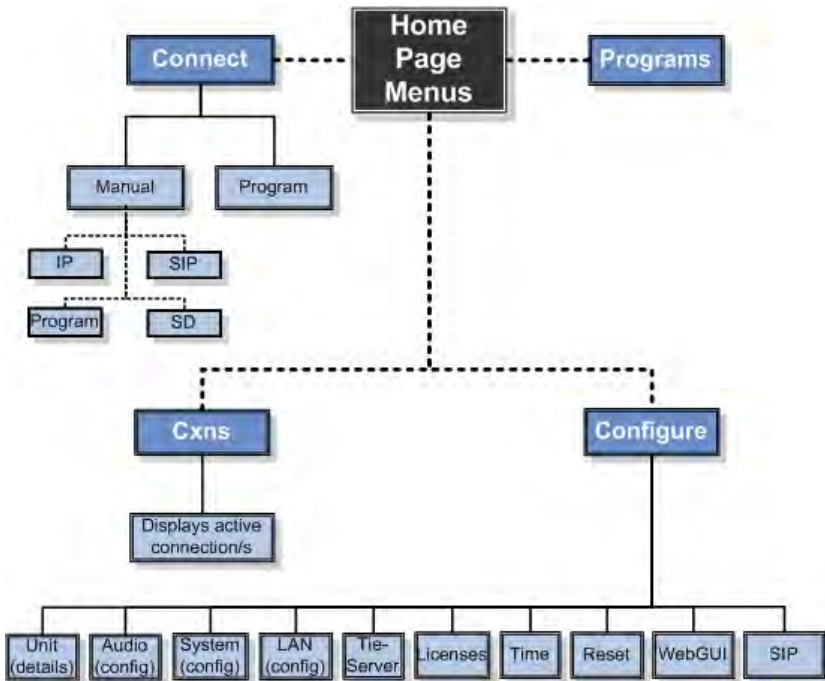 Home
Page
Menus
Connect
Programs
Manual
Program
IP
SIP
Program
SD
Cxns
Configure
Displays active
connection/s
Unit
(details)
Audio
(config)
System
(config)
LAN
(config)
Tie-
Server
Licenses
Time
Reset
WebGUI
SIP